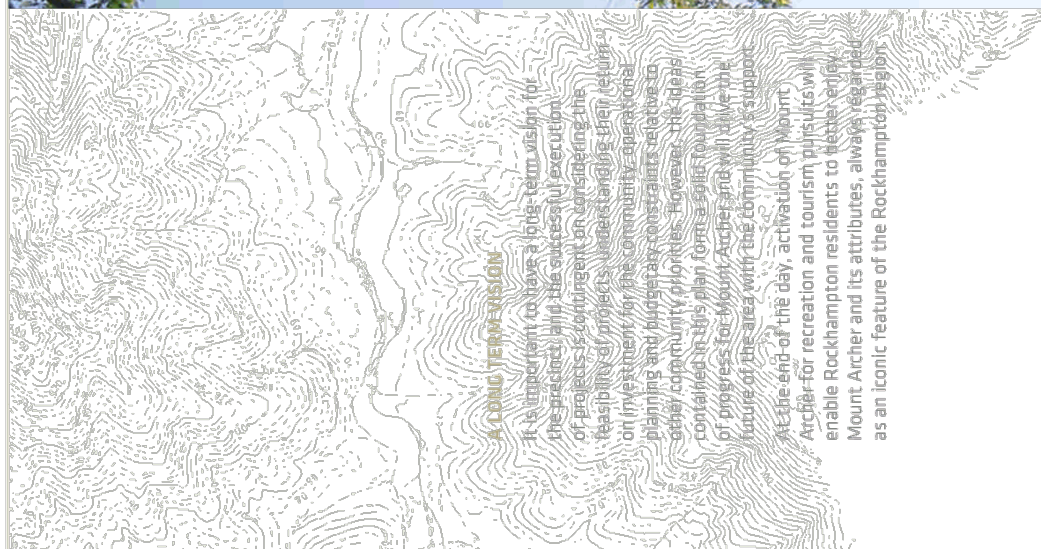 A LONG TERM VISION
It is important to have a long-term vision for
the precinct and the successful execution
of projects is contingent on considering the
feasibility of projects, understanding their return
on investment for the community, operational
planning and budgetary constraints relative to
other community priorities. However, the ideas
contained in this plan form a solid foundation
of progress for Mount Archer and will drive the
future of the area with the community's support.
At the end of the day, activation of Mount
Archer for recreation and tourism pursuits will
enable Rockhampton residents to better enjoy
Mount Archer and its attributes, always regarded
as an iconic feature of the Rockhampton region.